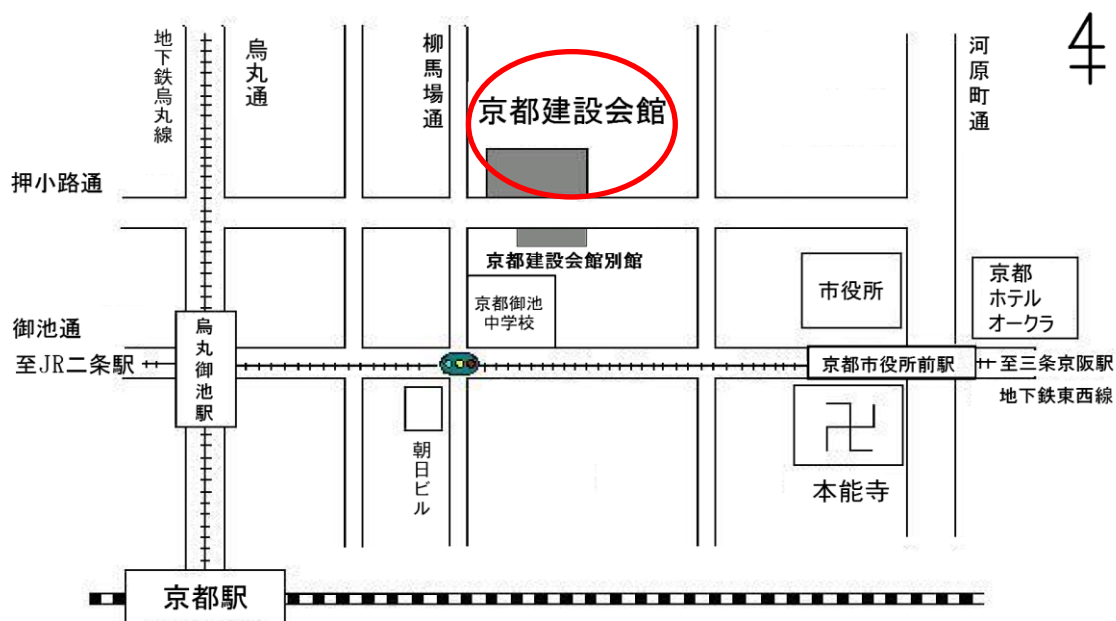 地下鉄烏丸線
烏丸通
柳馬場通
京都建設会館
河原町通
押小路通
京都建設会館別館
京都御池
中学校
市役所
京都
ホテル
オークラ
御池通
烏丸御池駅
至JR二条駅
京都市役所前駅
至三条京阪駅
地下鉄東西線
朝日ビル
本能寺
京都駅